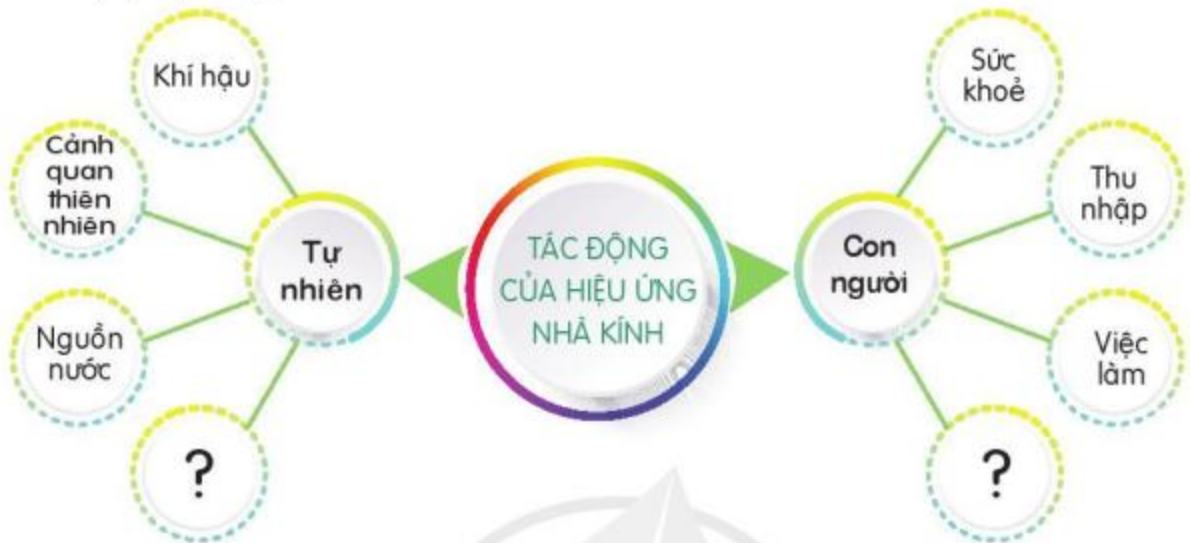 Khí hậu
Cảnh
quan
thiên
nhiên
Nguồn
nước
?
Tự
nhiên
TÁC ĐỘNG
CỦA HIỆU ỨNG
NHÀ KÍNH
Con
người
Sức
khoẻ
Thu
nhập
Việc
làm
?